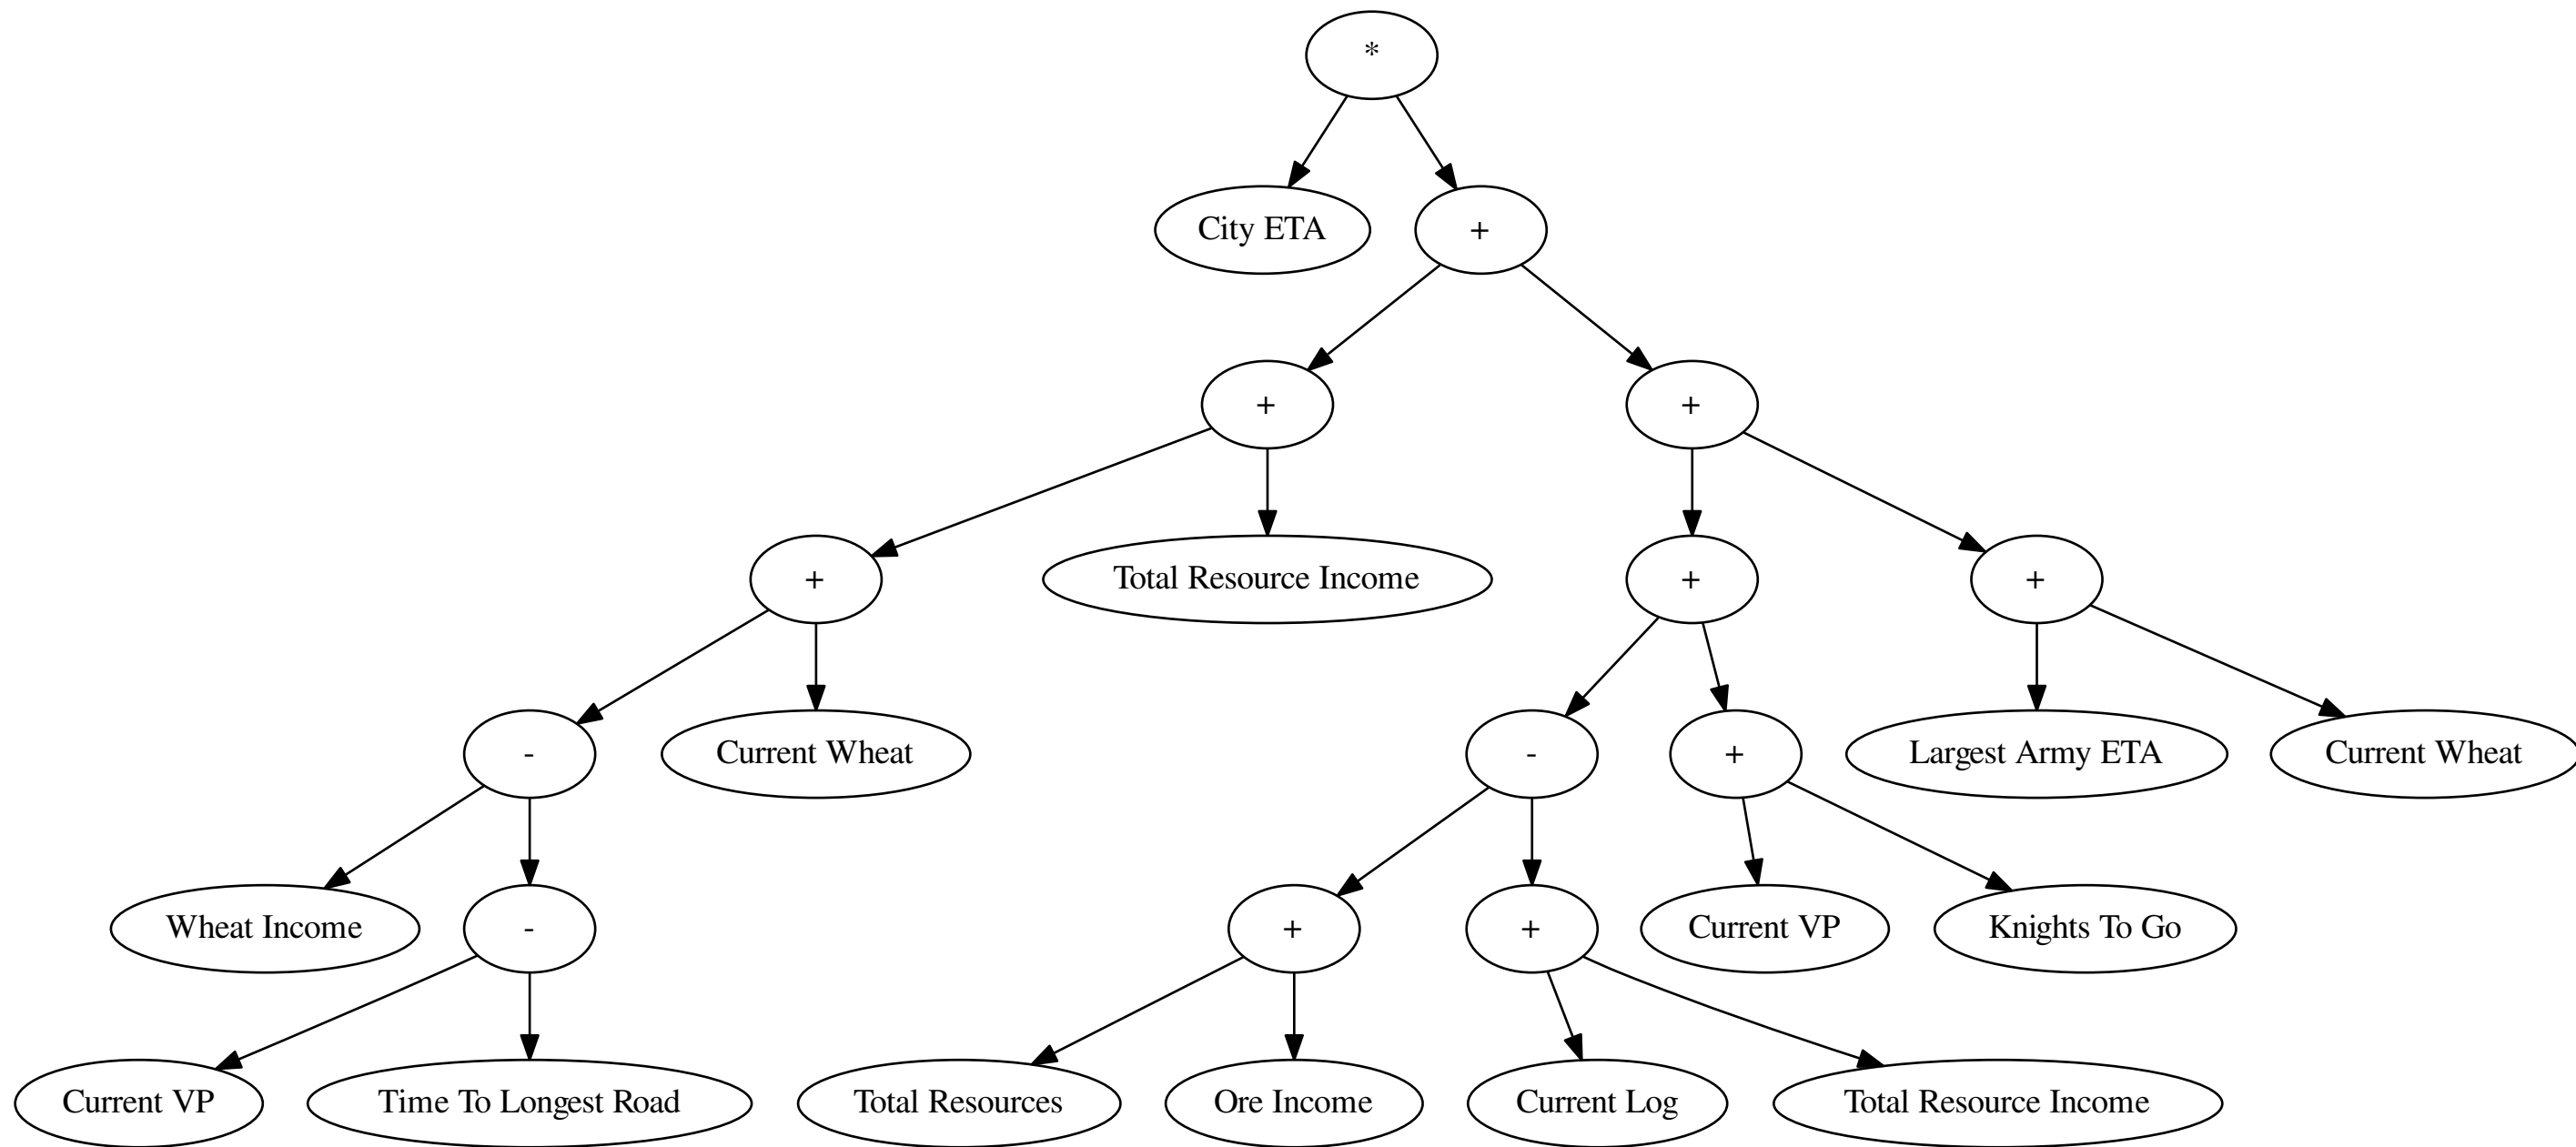 *
City ETA
+
+
+
+
Total Resource Income
+
+
-
Current Wheat
-
+
Largest Army ETA
Current Wheat
Wheat Income
-
+
+
Current VP
Knights To Go
Current VP
Time To Longest Road
Total Resources
Ore Income
Current Log
Total Resource Income